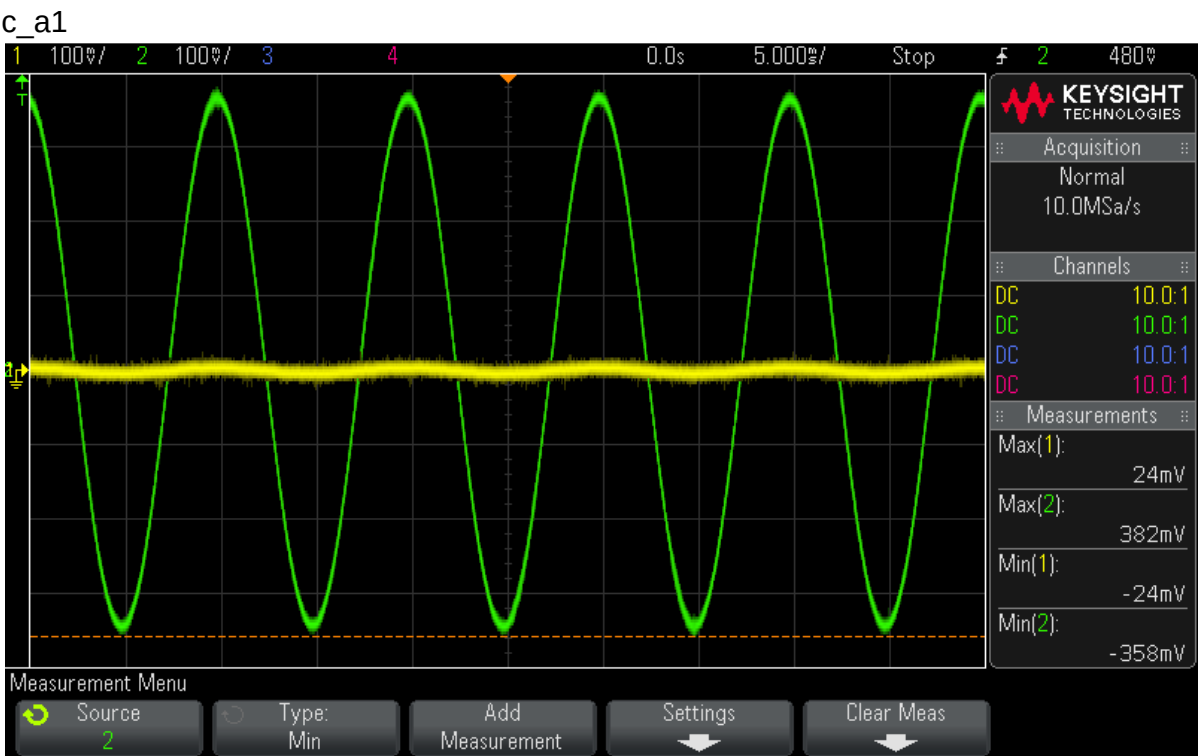 c_a1
1 100mV/ 2 100mV/ 3 4 0.0s 5.000ms/ Stop 2 480mV
T
KEYSIGHT
TECHNOLOGIES
Acquisition
Normal
10.0MSa/s
Channels
DC 10.0:1
DC 10.0:1
DC 10.0:1
DC 10.0:1
Measurements
Max(1):
24mV
Max(2):
382mV
Min(1):
-24mV
Min(2):
-358mV
Measurement Menu
Source
2
Type:
Min
Add
Measurement
Settings
Clear Meas